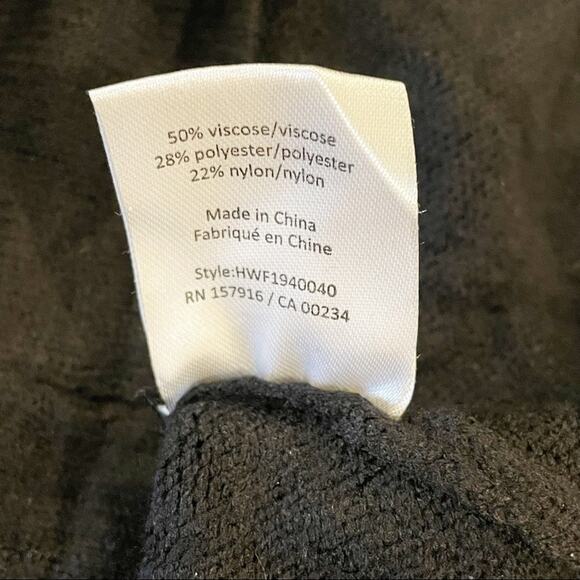 50% viscose/viscose
28% polyester/polyester
22% nylon/nylon
Made in China
Fabriqué en Chine
Style:HWF1940040
RN 157916 / CA 00234